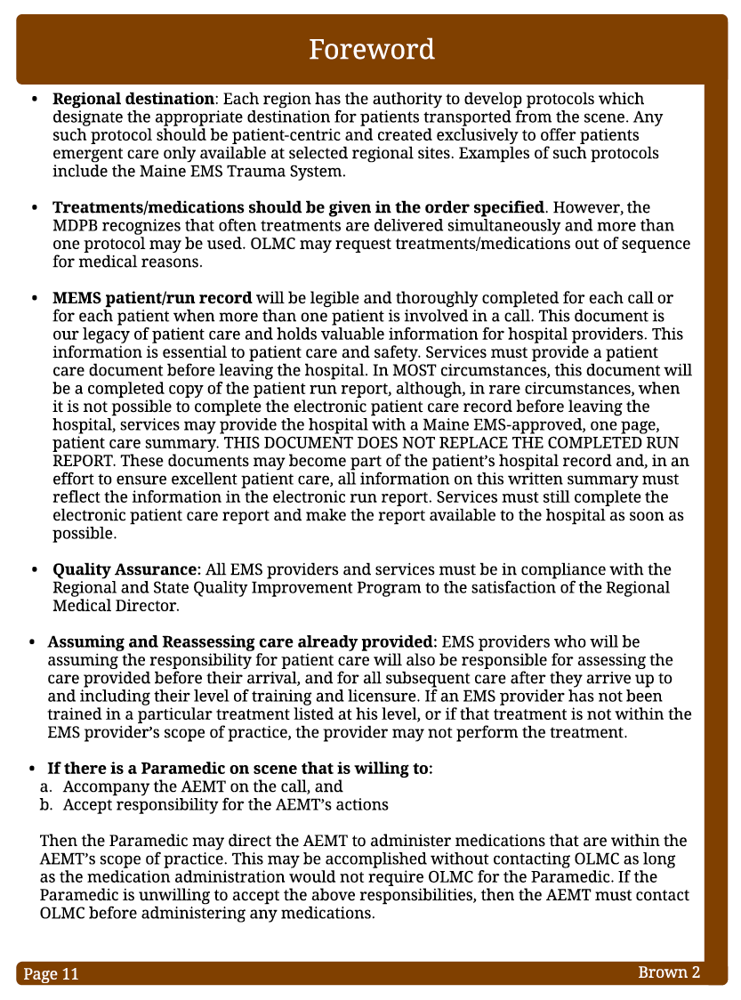 Foreword
• Regional destination: Each region has the authority to develop protocols which
designate the appropriate destination for patients transported from the scene. Any
such protocol should be patient-centric and created exclusively to offer patients
emergent care only available at selected regional sites. Examples of such protocols
include the Maine EMS Trauma System.
• Treatments/medications should be given in the order specified. However, the
MDPB recognizes that often treatments are delivered simultaneously and more than
one protocol may be used. OLMC may request treatments/medications out of sequence
for medical reasons.
• MEMS patient/run record will be legible and thoroughly completed for each call or
for each patient when more than one patient is involved in a call. This document is
our legacy of patient care and holds valuable information for hospital providers. This
information is essential to patient care and safety. Services must provide a patient
care document before leaving the hospital. In MOST circumstances, this document will
be a completed copy of the patient run report, although, in rare circumstances, when
it is not possible to complete the electronic patient care record before leaving the
hospital, services may provide the hospital with a Maine EMS-approved, one page,
patient care summary. THIS DOCUMENT DOES NOT REPLACE THE COMPLETED RUN
REPORT. These documents may become part of the patient’s hospital record and, in an
effort to ensure excellent patient care, all information on this written summary must
reflect the information in the electronic run report. Services must still complete the
electronic patient care report and make the report available to the hospital as soon as
possible.
• Quality Assurance: All EMS providers and services must be in compliance with the
Regional and State Quality Improvement Program to the satisfaction of the Regional
Medical Director.
• Assuming and Reassessing care already provided: EMS providers who will be
assuming the responsibility for patient care will also be responsible for assessing the
care provided before their arrival, and for all subsequent care after they arrive up to
and including their level of training and licensure. If an EMS provider has not been
trained in a particular treatment listed at his level, or if that treatment is not within the
EMS provider’s scope of practice, the provider may not perform the treatment.
• If there is a Paramedic on scene that is willing to:
a. Accompany the AEMT on the call, and
b. Accept responsibility for the AEMT’s actions
Then the Paramedic may direct the AEMT to administer medications that are within the
AEMT’s scope of practice. This may be accomplished without contacting OLMC as long
as the medication administration would not require OLMC for the Paramedic. If the
Paramedic is unwilling to accept the above responsibilities, then the AEMT must contact
OLMC before administering any medications.
Page 11
Brown 2